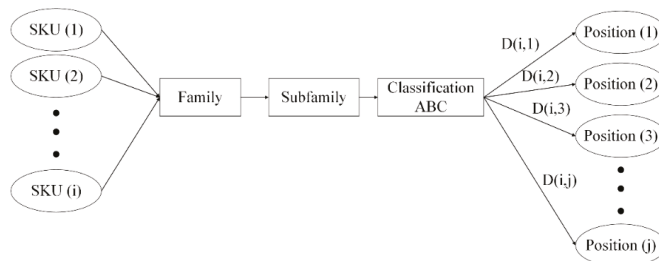 SKU (1)
SKU (2)
SKU (i)
Family
Subfamily
Classification
ABC
D(i,1)
D(i,2)
D(i,3)
D(i,j)
Position (1)
Position (2)
Position (3)
Position (j)